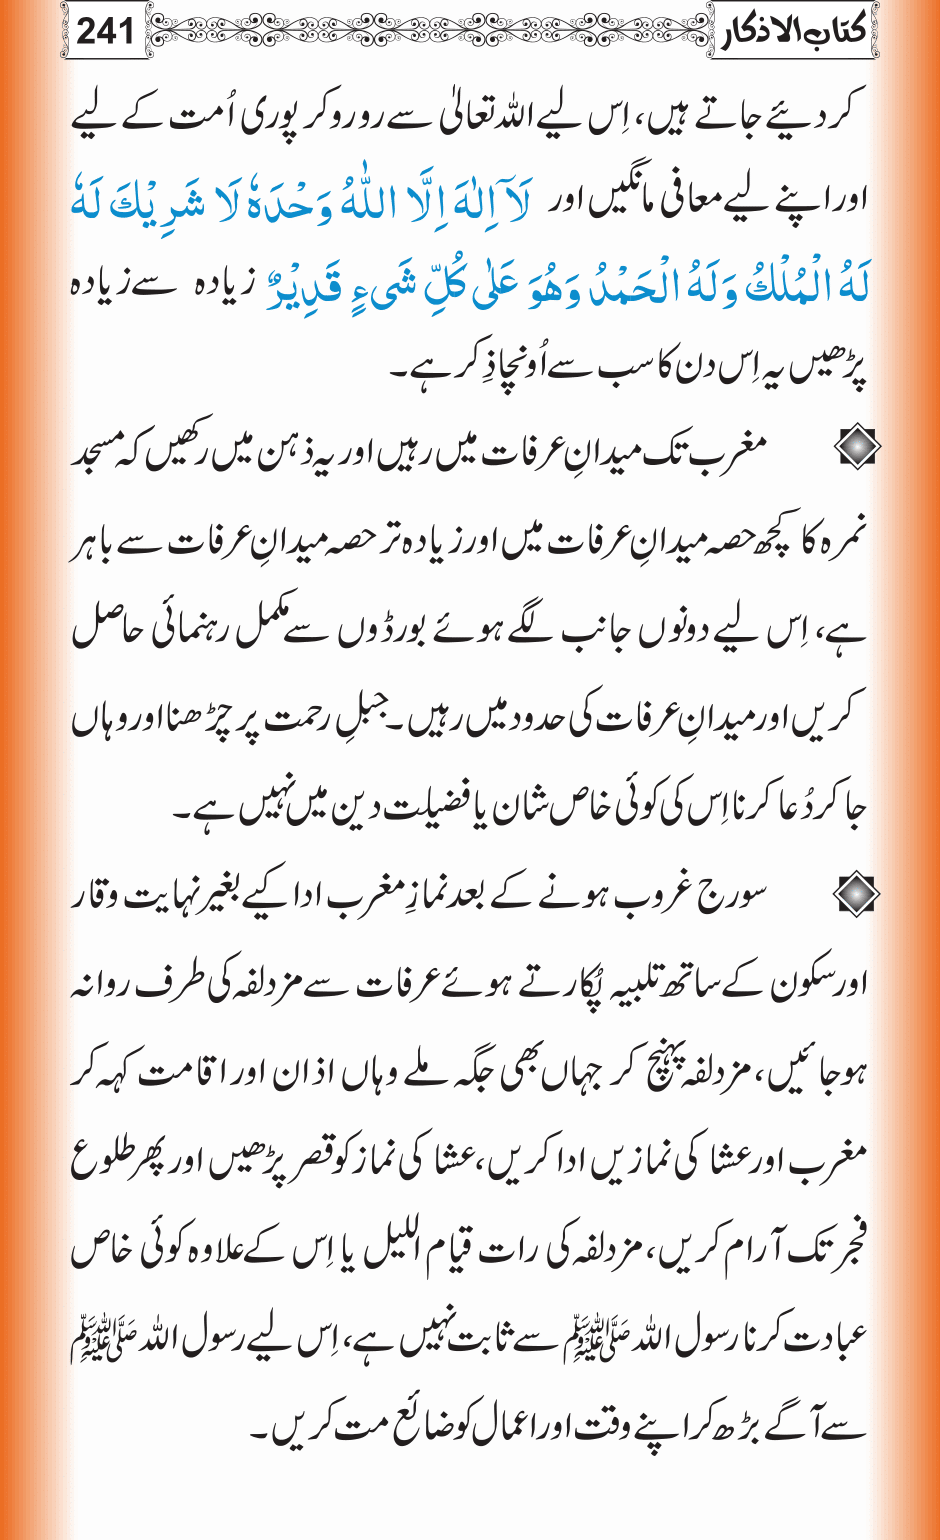 كتاب الاذكار 241
کر دیئے جاتے ہیں، اِس لیے اللہ تعالیٰ سے رو رو کر پوری اُمت کے لیے
اور اپنے لیے معافی مانگیں اور لَآ اِلٰهَ اِلَّا اللّٰهُ وَحْدَهٗ لَا شَرِيْكَ لَهٗ
لَهُ الْمُلْكُ وَلَهُ الْحَمْدُ وَهُوَ عَلٰى كُلِّ شَىءٍ قَدِيْرٌ زیادہ سے زیادہ
پڑھیں یہ اِس دن کا سب سے اُونچا ذِکر ہے۔
مغرب تک میدانِ عرفات میں رہیں اور یہ ذہن میں رکھیں کہ مسجد
نمرہ کا کچھ حصہ میدانِ عرفات میں اور زیادہ تر حصہ میدانِ عرفات سے باہر
ہے، اِس لیے دونوں جانب لگے ہوئے بورڈوں سے مکمل رہنمائی حاصل
کریں اور میدانِ عرفات کی حدود میں رہیں۔ جبلِ رحمت پر چڑھنا اور وہاں
جا کر دُعا کرنا اِس کی کوئی خاص شان یا فضیلت دین میں نہیں ہے۔
سورج غروب ہونے کے بعد نمازِ مغرب ادا کیے بغیر نہایت وقار
اور سکون کے ساتھ تلبیہ پُکارتے ہوئے عرفات سے مزدلفہ کی طرف روانہ
ہوجائیں، مزدلفہ پہنچ کر جہاں بھی جگہ ملے وہاں اذان اور اقامت کہہ کر
مغرب اور عشا کی نمازیں ادا کریں، عشا کی نماز کو قصر پڑھیں اور پھر طلوع
فجر تک آرام کریں، مزدلفہ کی رات قیام اللیل یا اِس کے علاوہ کوئی خاص
عبادت کرنا رسول اللہ ﷺ سے ثابت نہیں ہے، اِس لیے رسول اللہ ﷺ
سے آگے بڑھ کر اپنے وقت اور اعمال کو ضائع مت کریں۔